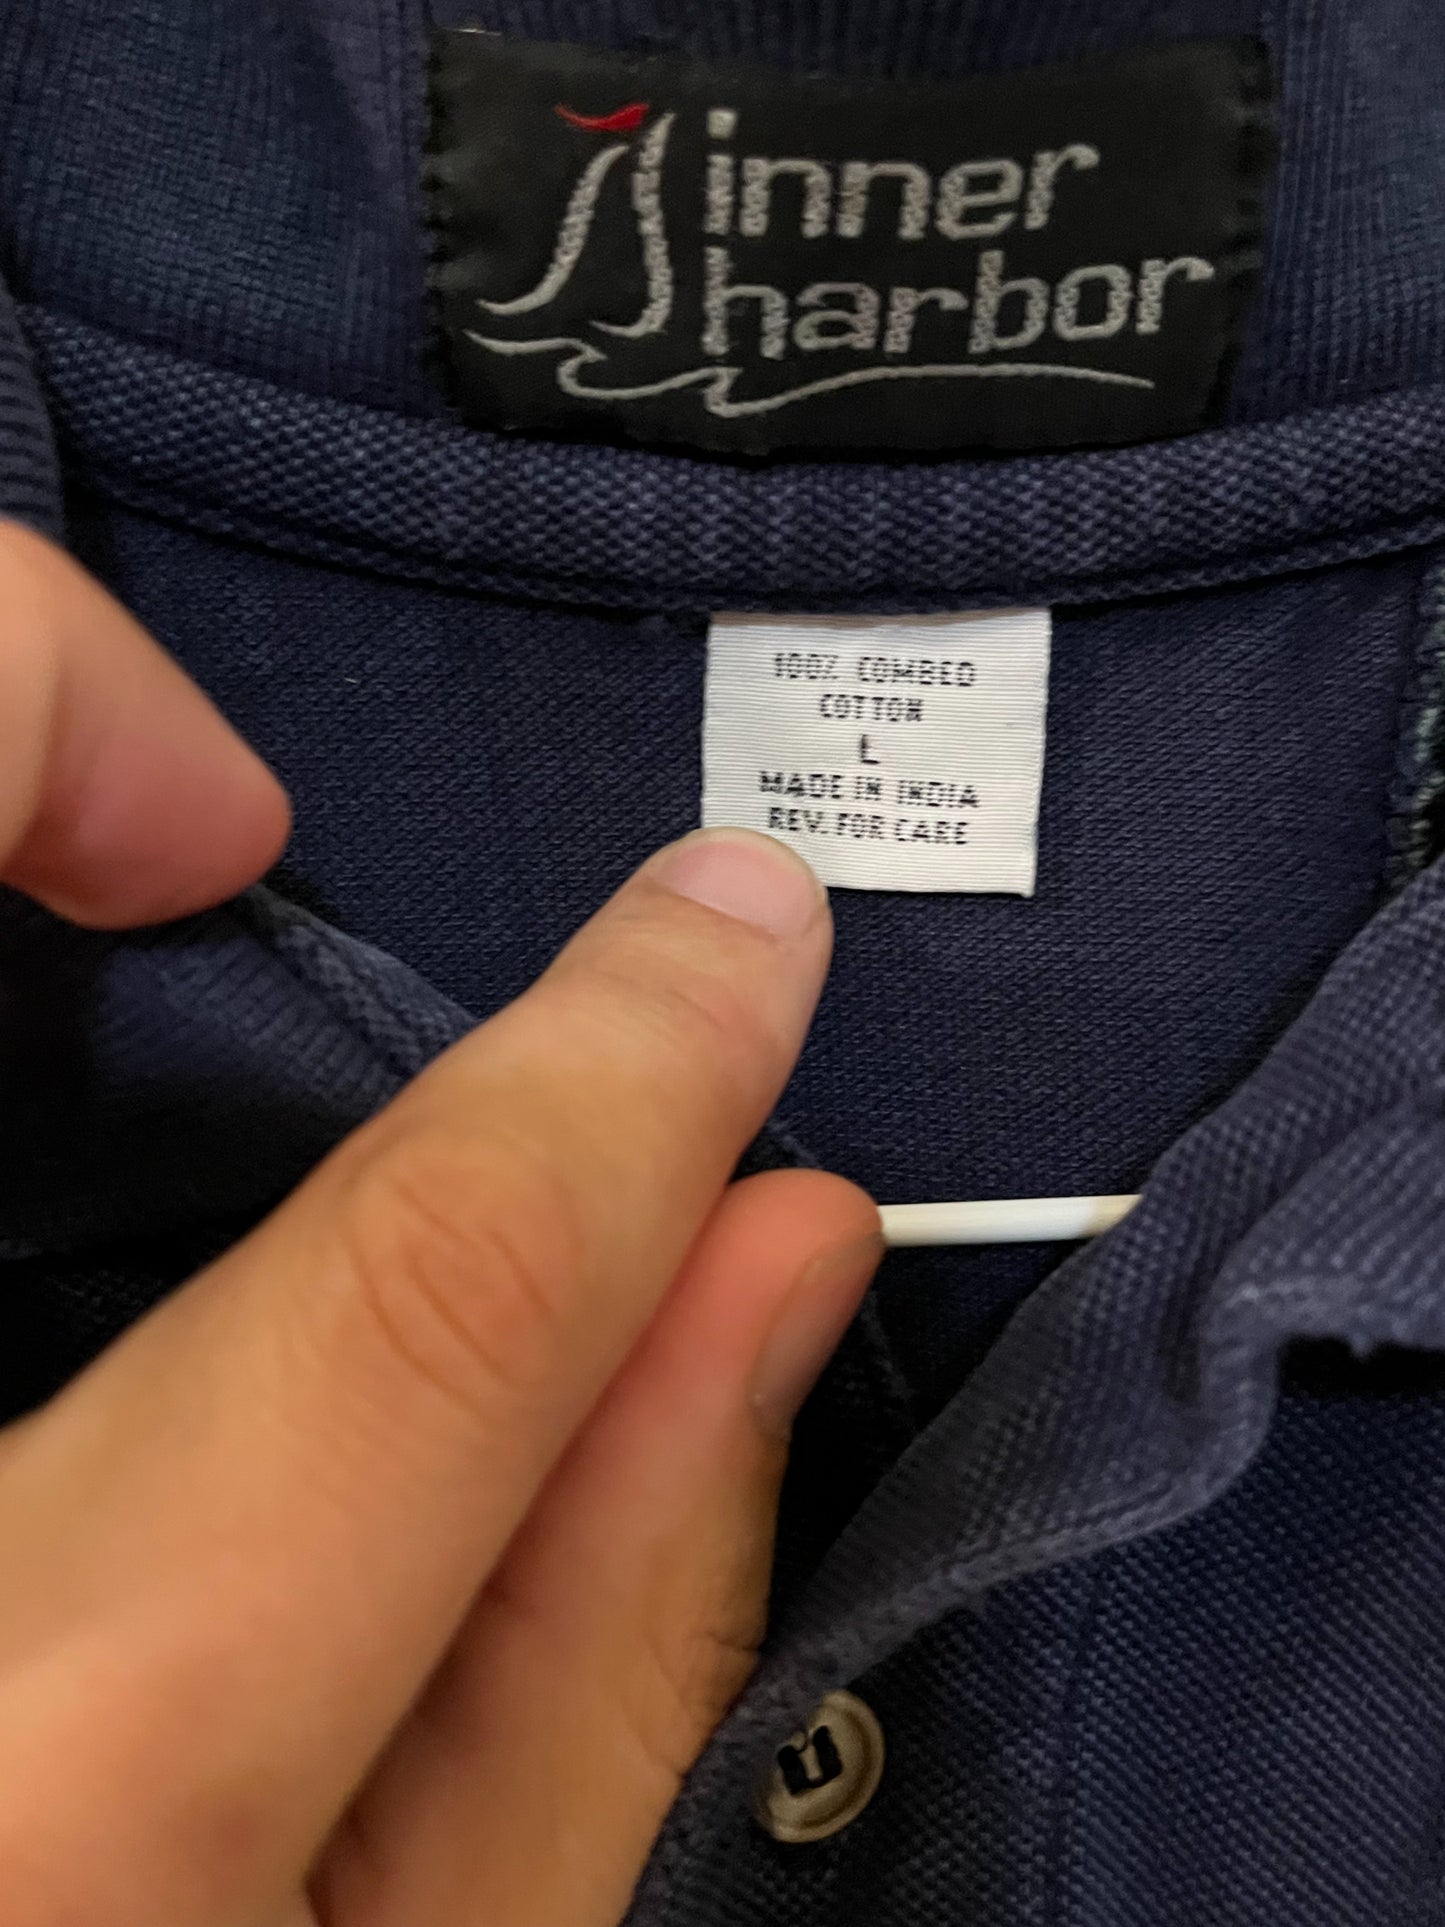 inner
harbor
100% COMBED
COTTON
L
MADE IN INDIA
REV. FOR CARE